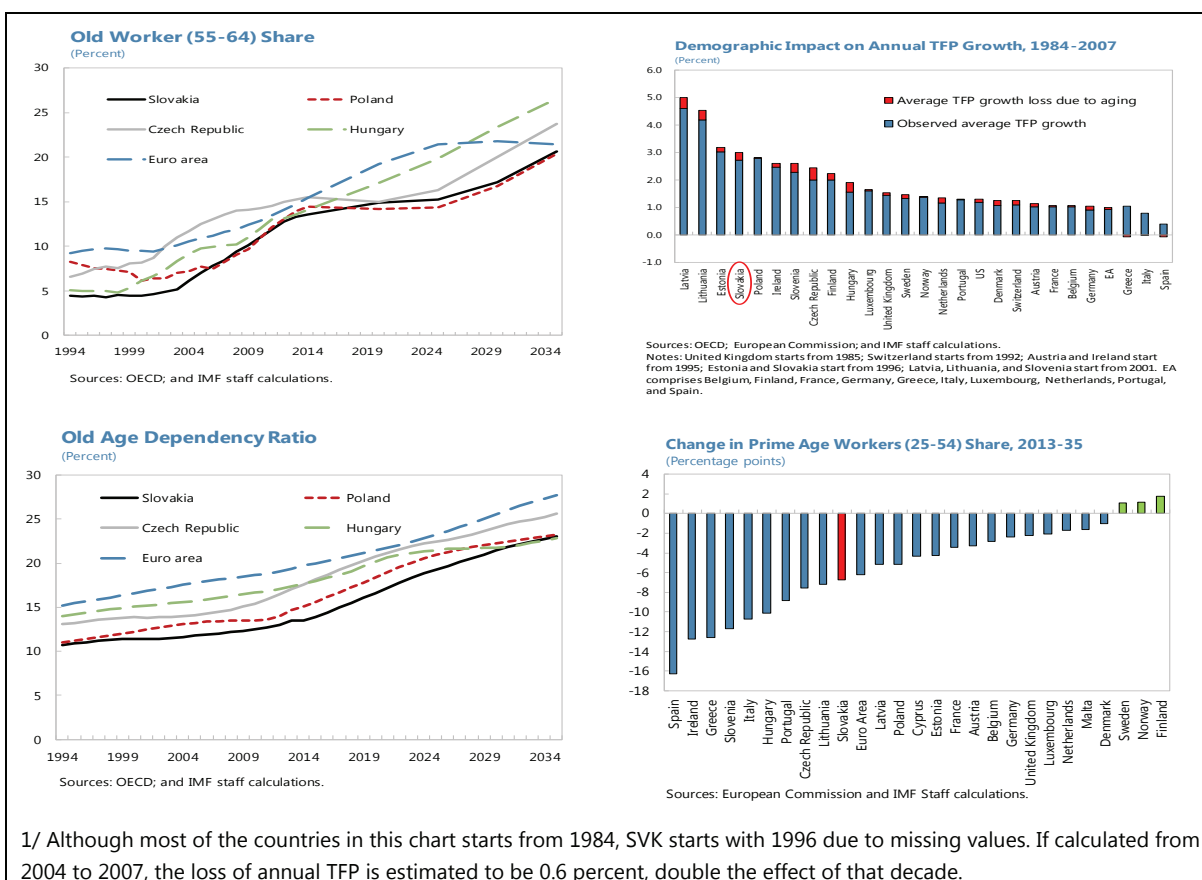 Old Worker (55-64) Share
(Percent)
30
25
20
15
10
5
0
Slovakia
Poland
Czech Republic
Hungary
Euro area
1994 1999 2004 2009 2014 2019 2024 2029 2034
Sources: OECD; and IMF staff calculations.
Demographic Impact on Annual TFP Growth, 1984-2007
(Percent)
6.0
5.0
4.0
3.0
2.0
1.0
0.0
-1.0
Average TFP growth loss due to aging
Observed average TFP growth
Latvia
Lithuania
Estonia
Slovakia
Poland
Ireland
Slovenia
Czech Republic
Finland
Hungary
Luxembourg
United Kingdom
Sweden
Norway
Netherlands
Portugal
US
Denmark
Switzerland
Austria
France
Belgium
Germany
EA
Greece
Italy
Spain
Sources: OECD; European Commission; and IMF staff calculations.
Notes: United Kingdom starts from 1985; Switzerland starts from 1992; Austria and Ireland start
from 1995; Estonia and Slovakia start from 1996; Latvia, Lithuania, and Slovenia start from 2001. EA
comprises Belgium, Finland, France, Germany, Greece, Italy, Luxembourg, Netherlands, Portugal,
and Spain.
Old Age Dependency Ratio
(Percent)
30
25
20
15
10
5
0
Slovakia
Poland
Czech Republic
Hungary
Euro area
1994 1999 2004 2009 2014 2019 2024 2029 2034
Sources: OECD; and IMF staff calculations.
Change in Prime Age Workers (25-54) Share, 2013-35
(Percentage points)
4
2
0
-2
-4
-6
-8
-10
-12
-14
-16
-18
Spain
Ireland
Greece
Slovenia
Italy
Hungary
Portugal
Czech Republic
Lithuania
Slovakia
Euro Area
Latvia
Poland
Cyprus
Estonia
France
Austria
Belgium
Germany
United Kingdom
Luxembourg
Netherlands
Malta
Denmark
Sweden
Norway
Finland
Sources: European Commission and IMF Staff calculations.
1/ Although most of the countries in this chart starts from 1984, SVK starts with 1996 due to missing values. If calculated from
2004 to 2007, the loss of annual TFP is estimated to be 0.6 percent, double the effect of that decade.